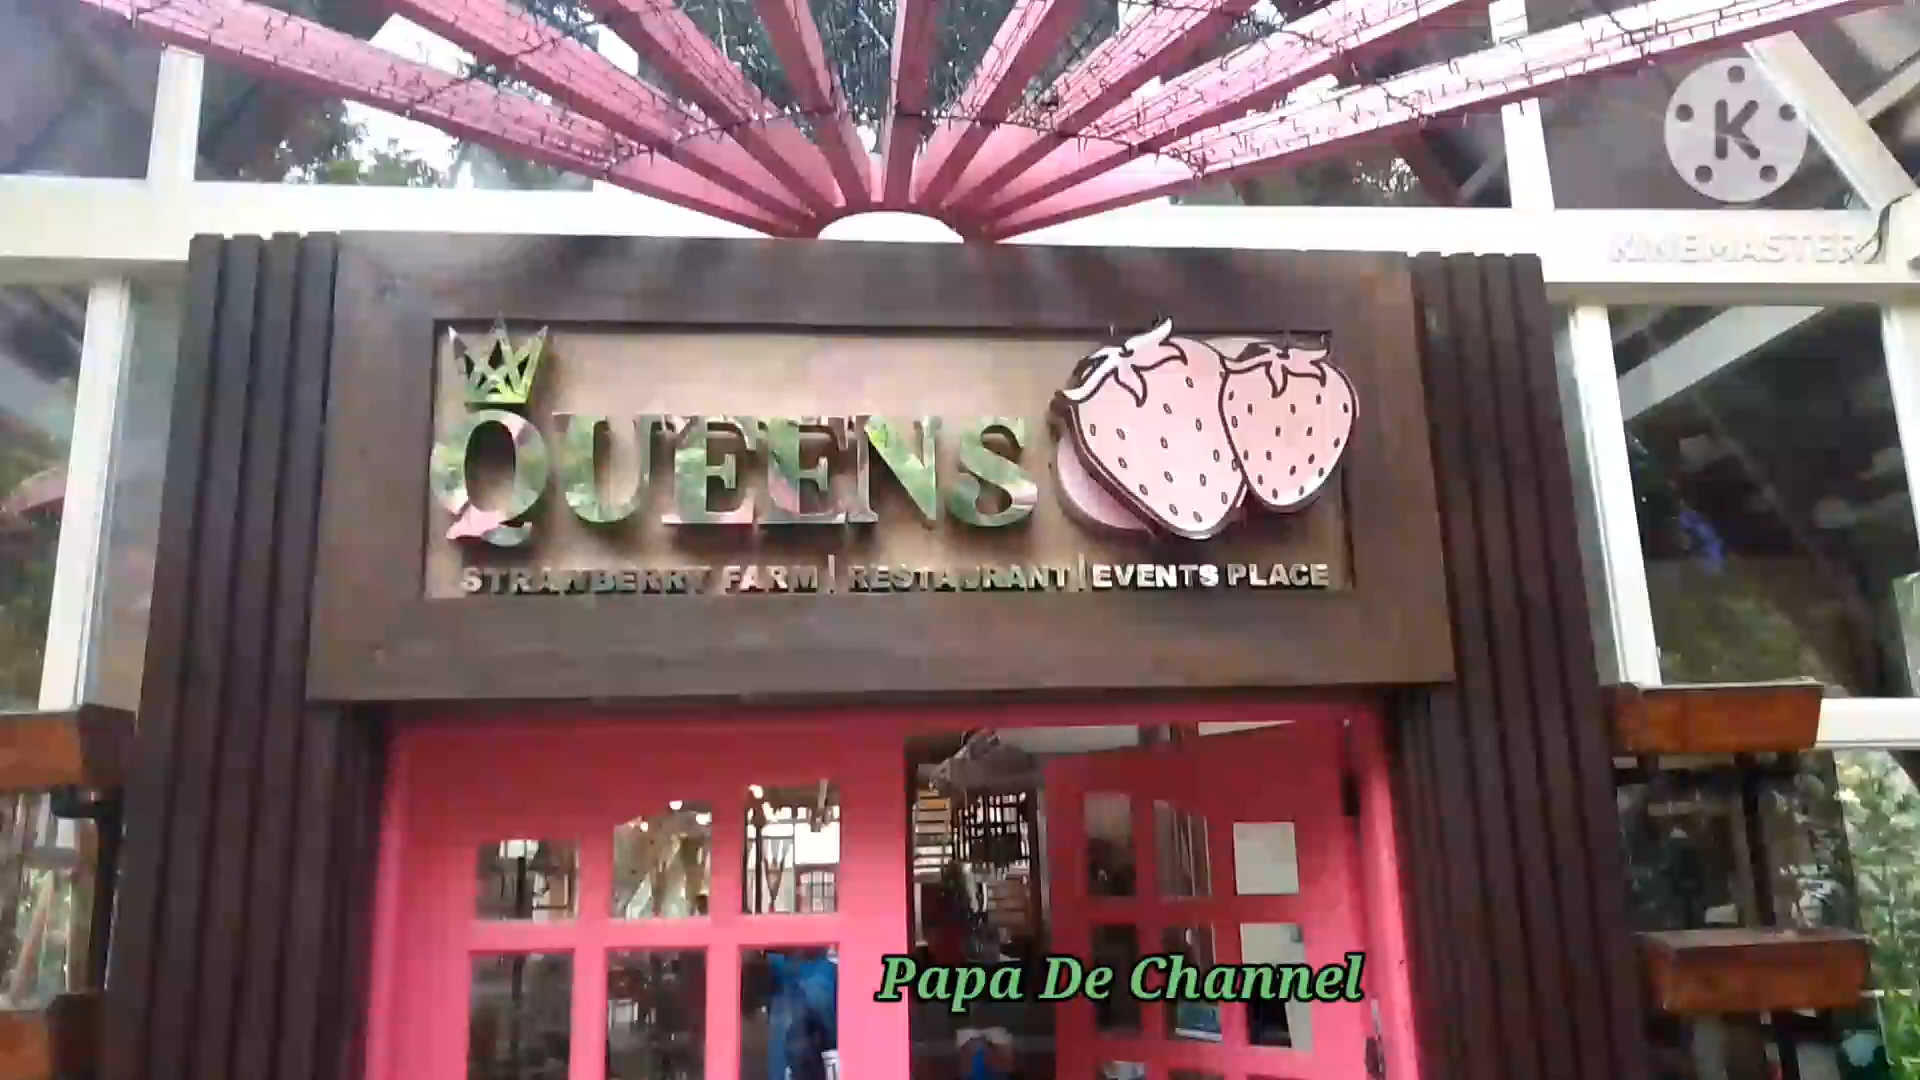 K
KINEMASTER
QUEENS
STRAWBERRY FARM | RESTAURANT | EVENTS PLACE
Papa De Channel